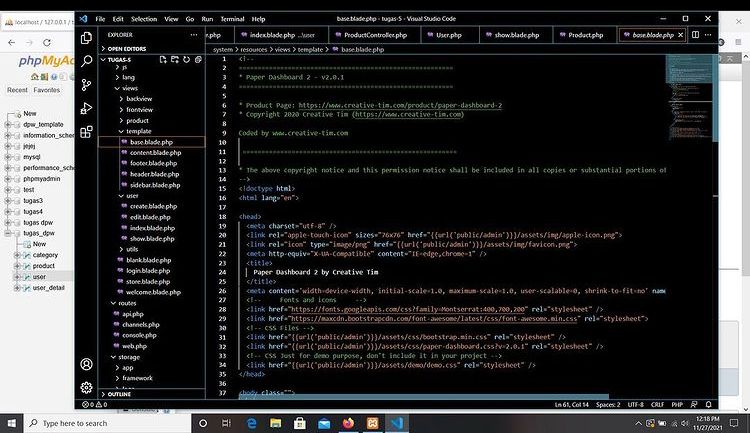 base.blade.php - tugas-5 - Visual Studio Code
File Edit Selection View Go Run Terminal Help
localhost / 127.0.0.1 / t
phpMyAd
Recent Favorites
New
dpw_template
information_sche
jejej
mysql
performance_sche
phpmyadmin
test
tugas3
tugas4
tugas dpw
tugas_dpw
New
category
product
user
user_detail
EXPLORER
OPEN EDITORS
TUGAS-5
js
lang
views
backview
frontview
product
template
base.blade.php
content.blade.php
footer.blade.php
header.blade.php
sidebar.blade.php
user
create.blade.php
edit.blade.php
index.blade.php
show.blade.php
utils
blank.blade.php
login.blade.php
store.blade.php
welcome.blade.php
routes
api.php
channels.php
console.php
web.php
storage
app
framework
OUTLINE
r.php index.blade.php ...\user ProductController.php User.php show.blade.php Product.php base.blade.php
system > resources > views > template > base.blade.php
1 <!--
2 =========================================================
3 * Paper Dashboard 2 - v2.0.1
4 =========================================================
5
6 * Product Page: https://www.creative-tim.com/product/paper-dashboard-2
7 * Copyright 2020 Creative Tim (https://www.creative-tim.com)
8
9 Coded by www.creative-tim.com
10
11 =========================================================
12
13 * The above copyright notice and this permission notice shall be included in all copies or substantial portions of
14 -->
15 <!doctype html>
16 <html lang="en">
17
18 <head>
19 <meta charset="utf-8" />
20 <link rel="apple-touch-icon" sizes="76x76" href="{{url('public/admin')}}/assets/img/apple-icon.png">
21 <link rel="icon" type="image/png" href="{{url('public/admin')}}/assets/img/favicon.png">
22 <meta http-equiv="X-UA-Compatible" content="IE=edge,chrome=1" />
23 <title>
24 Paper Dashboard 2 by Creative Tim
25 </title>
26 <meta content='width=device-width, initial-scale=1.0, maximum-scale=1.0, user-scalable=0, shrink-to-fit=no' name
27 <!-- Fonts and icons -->
28 <link href="https://fonts.googleapis.com/css?family=Montserrat:400,700,200" rel="stylesheet" />
29 <link href="https://maxcdn.bootstrapcdn.com/font-awesome/latest/css/font-awesome.min.css" rel="stylesheet">
30 <!-- CSS Files -->
31 <link href="{{url('public/admin')}}/assets/css/bootstrap.min.css" rel="stylesheet" />
32 <link href="{{url('public/admin')}}/assets/css/paper-dashboard.css?v=2.0.1" rel="stylesheet" />
33 <!-- CSS Just for demo purpose, don't include it in your project -->
34 <link href="{{url('public/admin')}}/assets/demo/demo.css" rel="stylesheet" />
35 </head>
36
37 <body class="">
0 0
Ln 61, Col 14 Spaces: 2 UTF-8 CRLF PHP
Type here to search
12:18 PM
11/27/2021